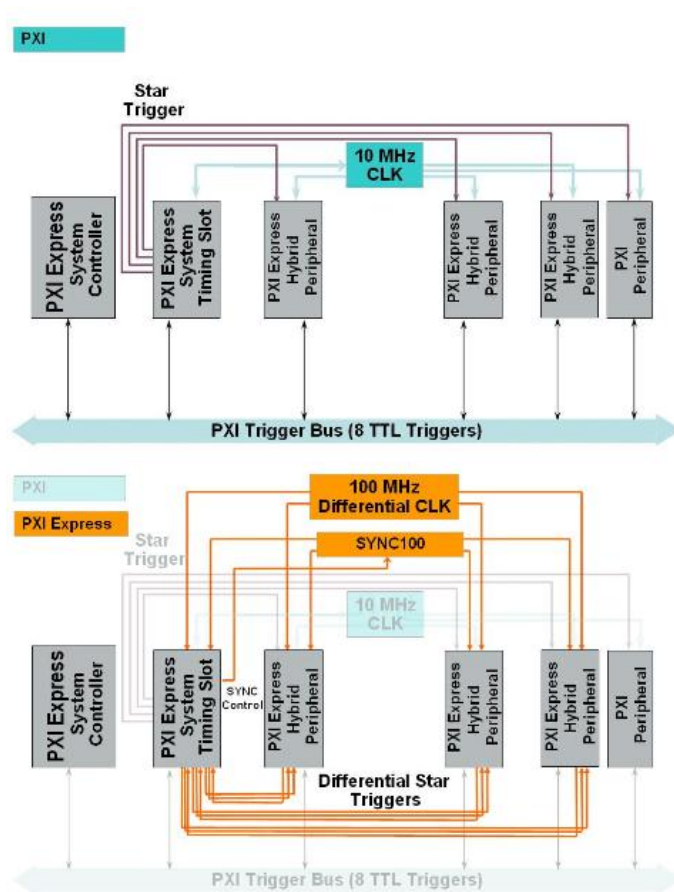 PXI
Star
Trigger
10 MHz
CLK
PXI Express
System
Controller
PXI Express
System
Timing Slot
PXI Express
Hybrid
Peripheral
PXI Express
Hybrid
Peripheral
PXI Express
Hybrid
Peripheral
PXI
Peripheral
PXI Trigger Bus (8 TTL Triggers)
PXI
PXI Express
100 MHz
Differential CLK
SYNC100
Star
Trigger
10 MHz
CLK
PXI Express
System
Controller
PXI Express
System
Timing Slot
SYNC
Control
PXI Express
Hybrid
Peripheral
PXI Express
Hybrid
Peripheral
PXI Express
Hybrid
Peripheral
PXI
Peripheral
Differential Star
Triggers
PXI Trigger Bus (8 TTL Triggers)